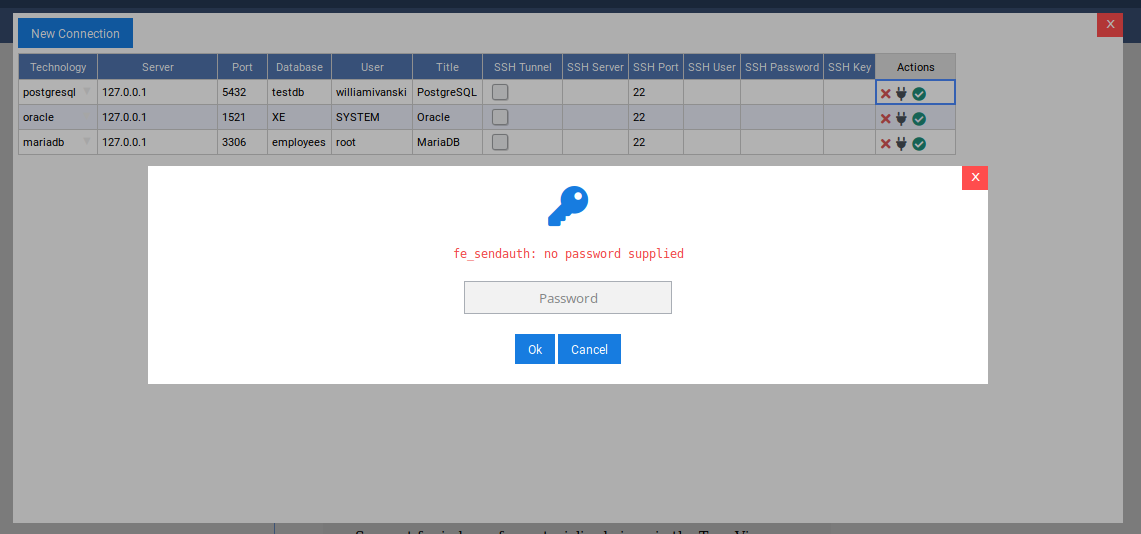 X
New Connection
Technology Server Port Database User Title SSH Tunnel SSH Server SSH Port SSH User SSH Password SSH Key Actions
postgresql 127.0.0.1 5432 testdb williamivanski PostgreSQL 22
oracle 127.0.0.1 1521 XE SYSTEM Oracle 22
mariadb 127.0.0.1 3306 employees root MariaDB 22
X
fe_sendauth: no password supplied
Password
Ok Cancel